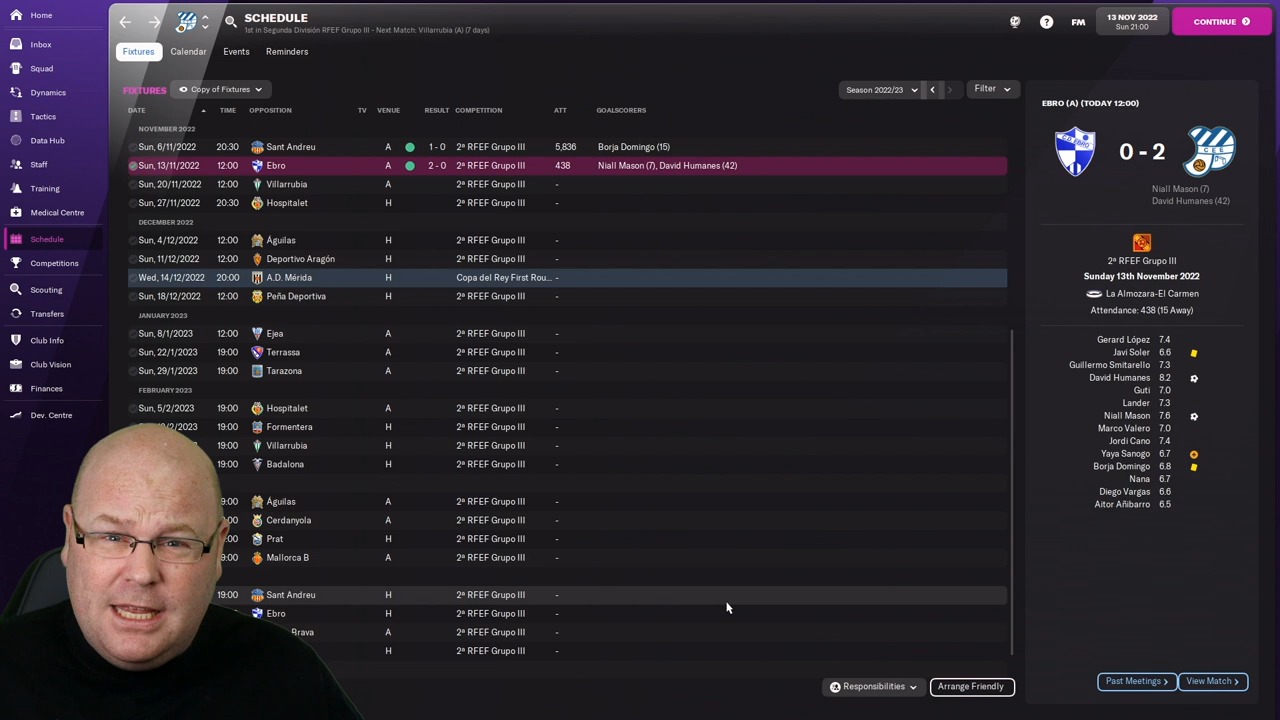 Home
SCHEDULE
1st in Segunda División RFEF Grupo III - Next Match: Villarrubia (A) (7 days)
FM
13 NOV 2022
Sun 21:00
CONTINUE
Inbox
Squad
Dynamics
Tactics
Data Hub
Staff
Training
Medical Centre
Schedule
Competitions
Scouting
Transfers
Club Info
Club Vision
Finances
Dev. Centre
Fixtures Calendar Events Reminders
FIXTURES Copy of Fixtures Season 2022/23 Filter
DATE TIME OPPOSITION TV VENUE RESULT COMPETITION ATT GOALSCORERS
NOVEMBER 2022
Sun, 6/11/2022 20:30 Sant Andreu A 1 - 0 2ª RFEF Grupo III 5,836 Borja Domingo (15)
Sun, 13/11/2022 12:00 Ebro A 2 - 0 2ª RFEF Grupo III 438 Niall Mason (7), David Humanes (42)
Sun, 20/11/2022 12:00 Villarrubia A 2ª RFEF Grupo III -
Sun, 27/11/2022 20:30 Hospitalet H 2ª RFEF Grupo III -
DECEMBER 2022
Sun, 4/12/2022 12:00 Águilas H 2ª RFEF Grupo III -
Sun, 11/12/2022 12:00 Deportivo Aragón H 2ª RFEF Grupo III -
Wed, 14/12/2022 20:00 A.D. Mérida H Copa del Rey First Rou... -
Sun, 18/12/2022 12:00 Peña Deportiva H 2ª RFEF Grupo III -
JANUARY 2023
Sun, 8/1/2023 12:00 Ejea A 2ª RFEF Grupo III -
Sun, 22/1/2023 19:00 Terrassa A 2ª RFEF Grupo III -
Sun, 29/1/2023 19:00 Tarazona A 2ª RFEF Grupo III -
FEBRUARY 2023
Sun, 5/2/2023 19:00 Hospitalet A 2ª RFEF Grupo III -
19:00 Formentera H 2ª RFEF Grupo III -
19:00 Villarrubia H 2ª RFEF Grupo III -
19:00 Badalona H 2ª RFEF Grupo III -
Águilas A 2ª RFEF Grupo III -
Cerdanyola A 2ª RFEF Grupo III -
Prat H 2ª RFEF Grupo III -
Mallorca B A 2ª RFEF Grupo III -
19:00 Sant Andreu H 2ª RFEF Grupo III -
Ebro H 2ª RFEF Grupo III -
Brava A 2ª RFEF Grupo III -
H 2ª RFEF Grupo III -
Responsibilities Arrange Friendly
EBRO (A) (TODAY 12:00)
C.D. EBRO
0 - 2
Niall Mason (7)
David Humanes (42)
2ª RFEF Grupo III
Sunday 13th November 2022
La Almozara-El Carmen
Attendance: 438 (15 Away)
Gerard López 7.4
Javi Soler 6.6
Guillermo Smitarello 7.3
David Humanes 8.2
Guti 7.0
Lander 7.3
Niall Mason 7.6
Marco Valero 7.0
Jordi Cano 7.4
Yaya Sanogo 6.7
Borja Domingo 6.8
Nana 6.7
Diego Vargas 6.6
Aitor Añibarro 6.5
Past Meetings View Match